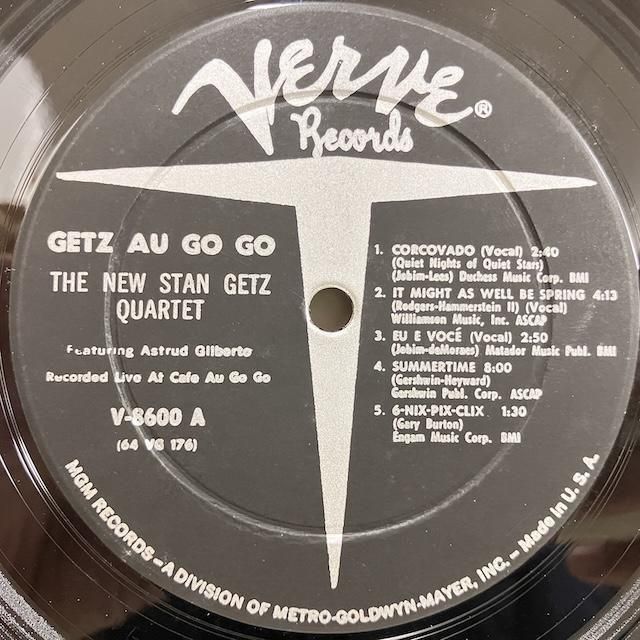 Verve®
Records
GETZ AU GO GO
THE NEW STAN GETZ
QUARTET
Featuring Astrud Gilberto
Recorded Live At Cafe Au Go Go
V-8600 A
(64 VG 176)
1. CORCOVADO (Vocal) 2:40
(Quiet Nights of Quiet Stars)
(Jobim-Lees) Duchess Music Corp. BMI
2. IT MIGHT AS WELL BE SPRING 4:13
(Rodgers-Hammerstein II) (Vocal)
Williamson Music, Inc. ASCAP
3. EU E VOCÉ (Vocal) 2:50
(Jobim-deMoraes) Matador Music Publ. BMI
4. SUMMERTIME 8:00
(Gershwin-Heyward)
Gershwin Publ. Corp. ASCAP
5. 6-NIX-PIX-CLIX 1:30
(Gary Burton)
Engam Music Corp. BMI
MGM RECORDS – A DIVISION OF METRO-GOLDWYN-MAYER, INC. – Made in U. S. A.